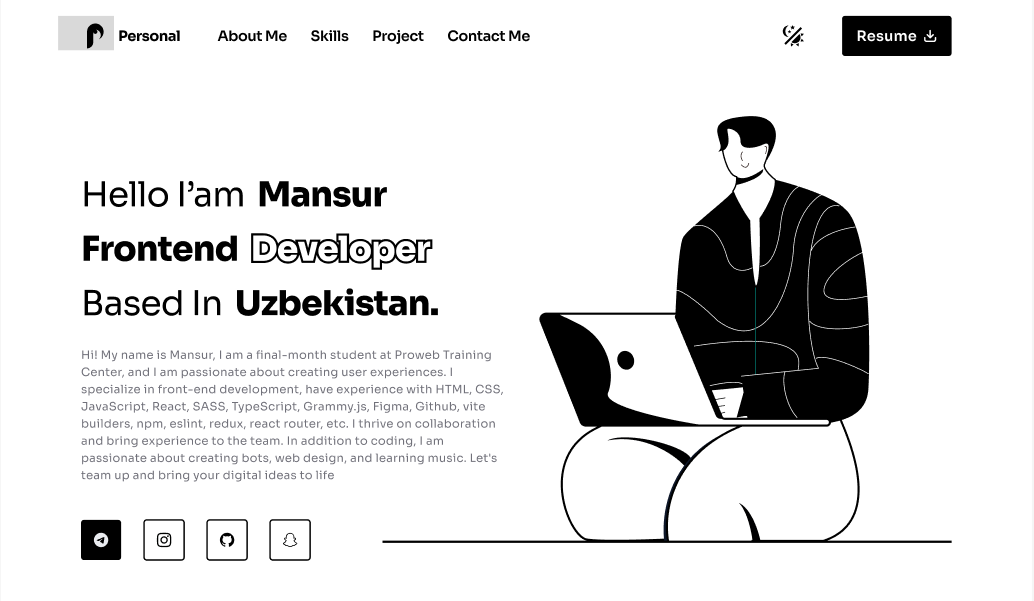 Personal About Me Skills Project Contact Me Resume
Hello I’am Mansur
Frontend Developer
Based In Uzbekistan.
Hi! My name is Mansur, I am a final-month student at Proweb Training
Center, and I am passionate about creating user experiences. I
specialize in front-end development, have experience with HTML, CSS,
JavaScript, React, SASS, TypeScript, Grammy.js, Figma, Github, vite
builders, npm, eslint, redux, react router, etc. I thrive on collaboration
and bring experience to the team. In addition to coding, I am
passionate about creating bots, web design, and learning music. Let's
team up and bring your digital ideas to life